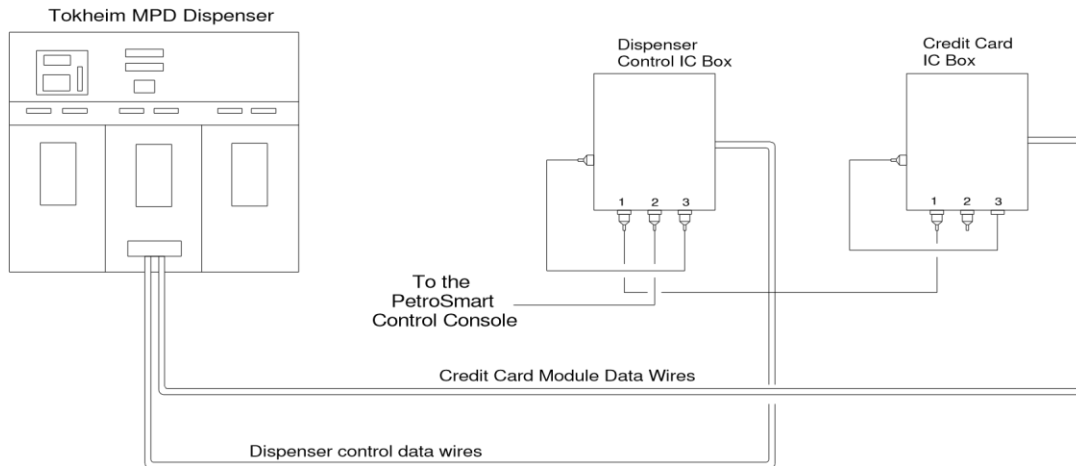 Tokheim MPD Dispenser
Dispenser
Control IC Box
Credit Card
IC Box
1 2 3
1 2 3
To the
PetroSmart
Control Console
Credit Card Module Data Wires
Dispenser control data wires